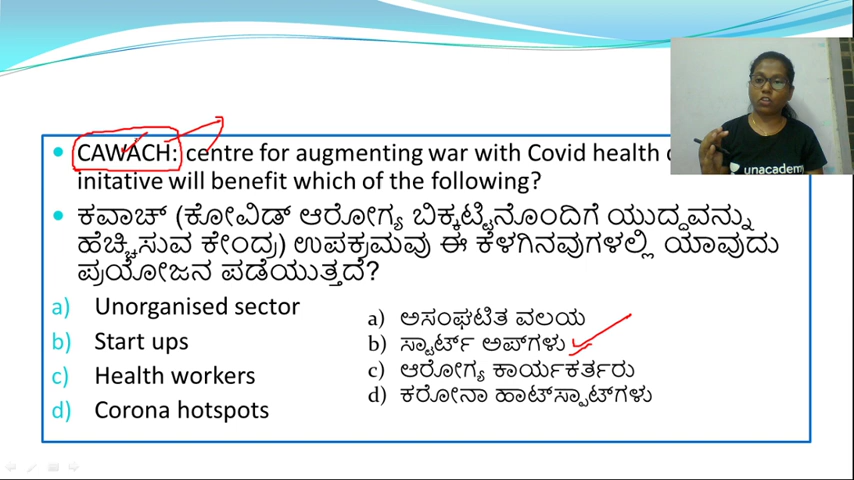 CAWACH: centre for augmenting war with Covid health
initative will benefit which of the following?
ಕವಾಚ್ (ಕೋವಿಡ್ ಆರೋಗ್ಯ ಬಿಕ್ಕಟ್ಟಿನೊಂದಿಗೆ ಯುದ್ಧವನ್ನು
ಹೆಚ್ಚಿಸುವ ಕೇಂದ್ರ) ಉಪಕ್ರಮವು ಈ ಕೆಳಗಿನವುಗಳಲ್ಲಿ ಯಾವುದು
ಪ್ರಯೋಜನ ಪಡೆಯುತ್ತದೆ?
a) Unorganised sector
b) Start ups
c) Health workers
d) Corona hotspots
a) ಅಸಂಘಟಿತ ವಲಯ
b) ಸ್ಟಾರ್ಟ್ ಅಪ್‌ಗಳು
c) ಆರೋಗ್ಯ ಕಾರ್ಯಕರ್ತರು
d) ಕರೋನಾ ಹಾಟ್‌ಸ್ಪಾಟ್‌ಗಳು
unacademy